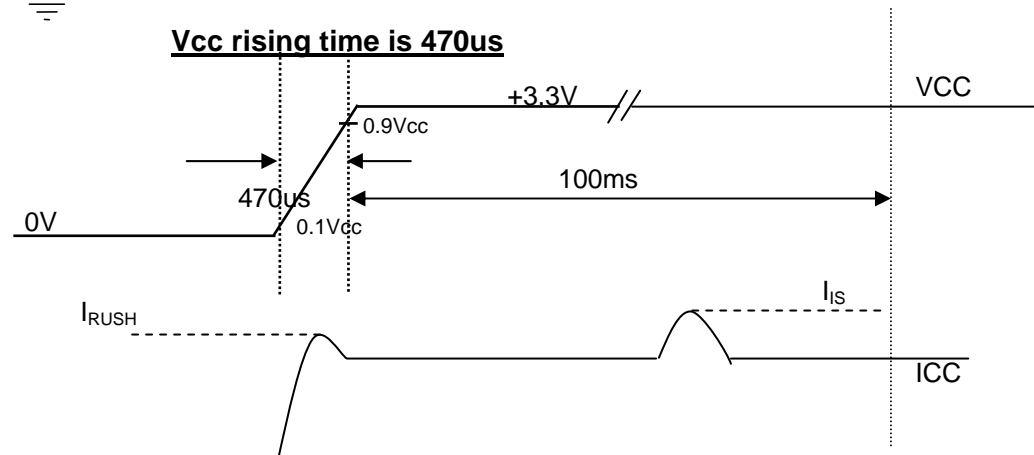 Vcc rising time is 470us
+3.3V
VCC
0.9Vcc
470us
100ms
0V
0.1Vcc
IRUSH
IIS
ICC